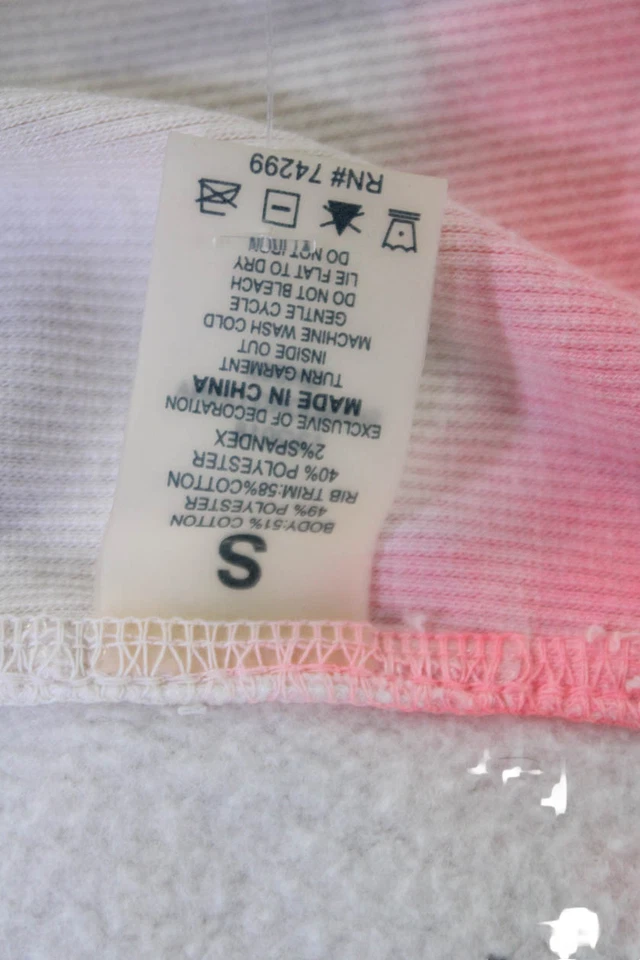 S
BODY:51% COTTON
49% POLYESTER
RIB TRIM:58%COTTON
40% POLYESTER
2%SPANDEX
EXCLUSIVE OF DECORATION
MADE IN CHINA
TURN GARMENT
INSIDE OUT
MACHINE WASH COLD
GENTLE CYCLE
DO NOT BLEACH
LIE FLAT TO DRY
DO NOT IRON
RN# 74299